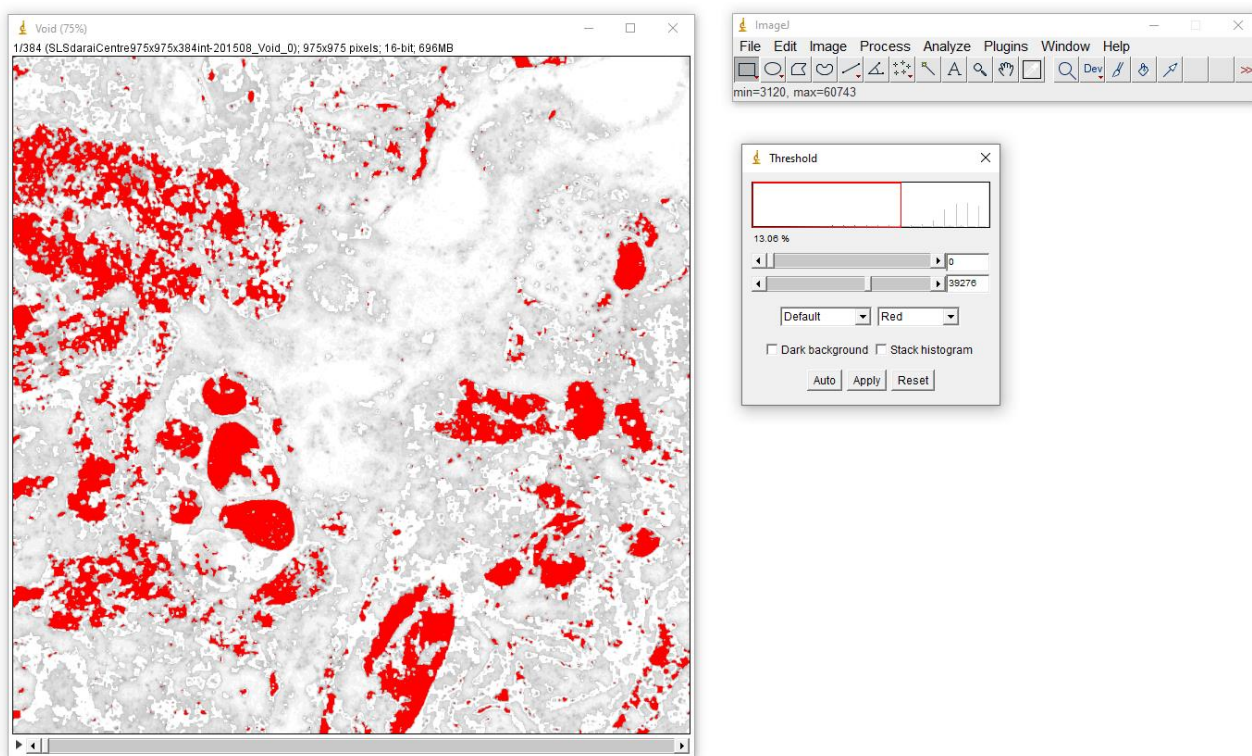 Void (75%)
1/384 (SLSdaraiCentre975x975x384int-201508_Void_0); 975x975 pixels; 16-bit; 696MB
ImageJ
File Edit Image Process Analyze Plugins Window Help
A Dev >>
min=3120, max=60743
Threshold
13.06 %
0
39276
Default Red
Dark background Stack histogram
Auto Apply Reset